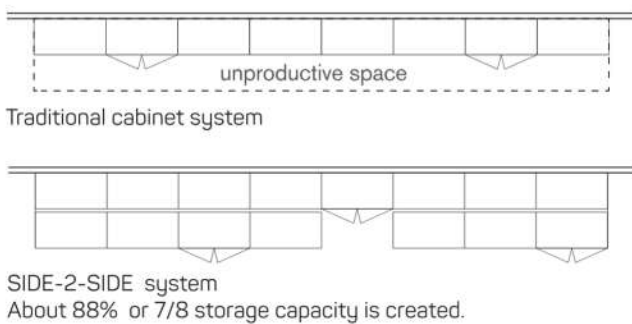 unproductive space
Traditional cabinet system
SIDE-2-SIDE system
About 88% or 7/8 storage capacity is created.